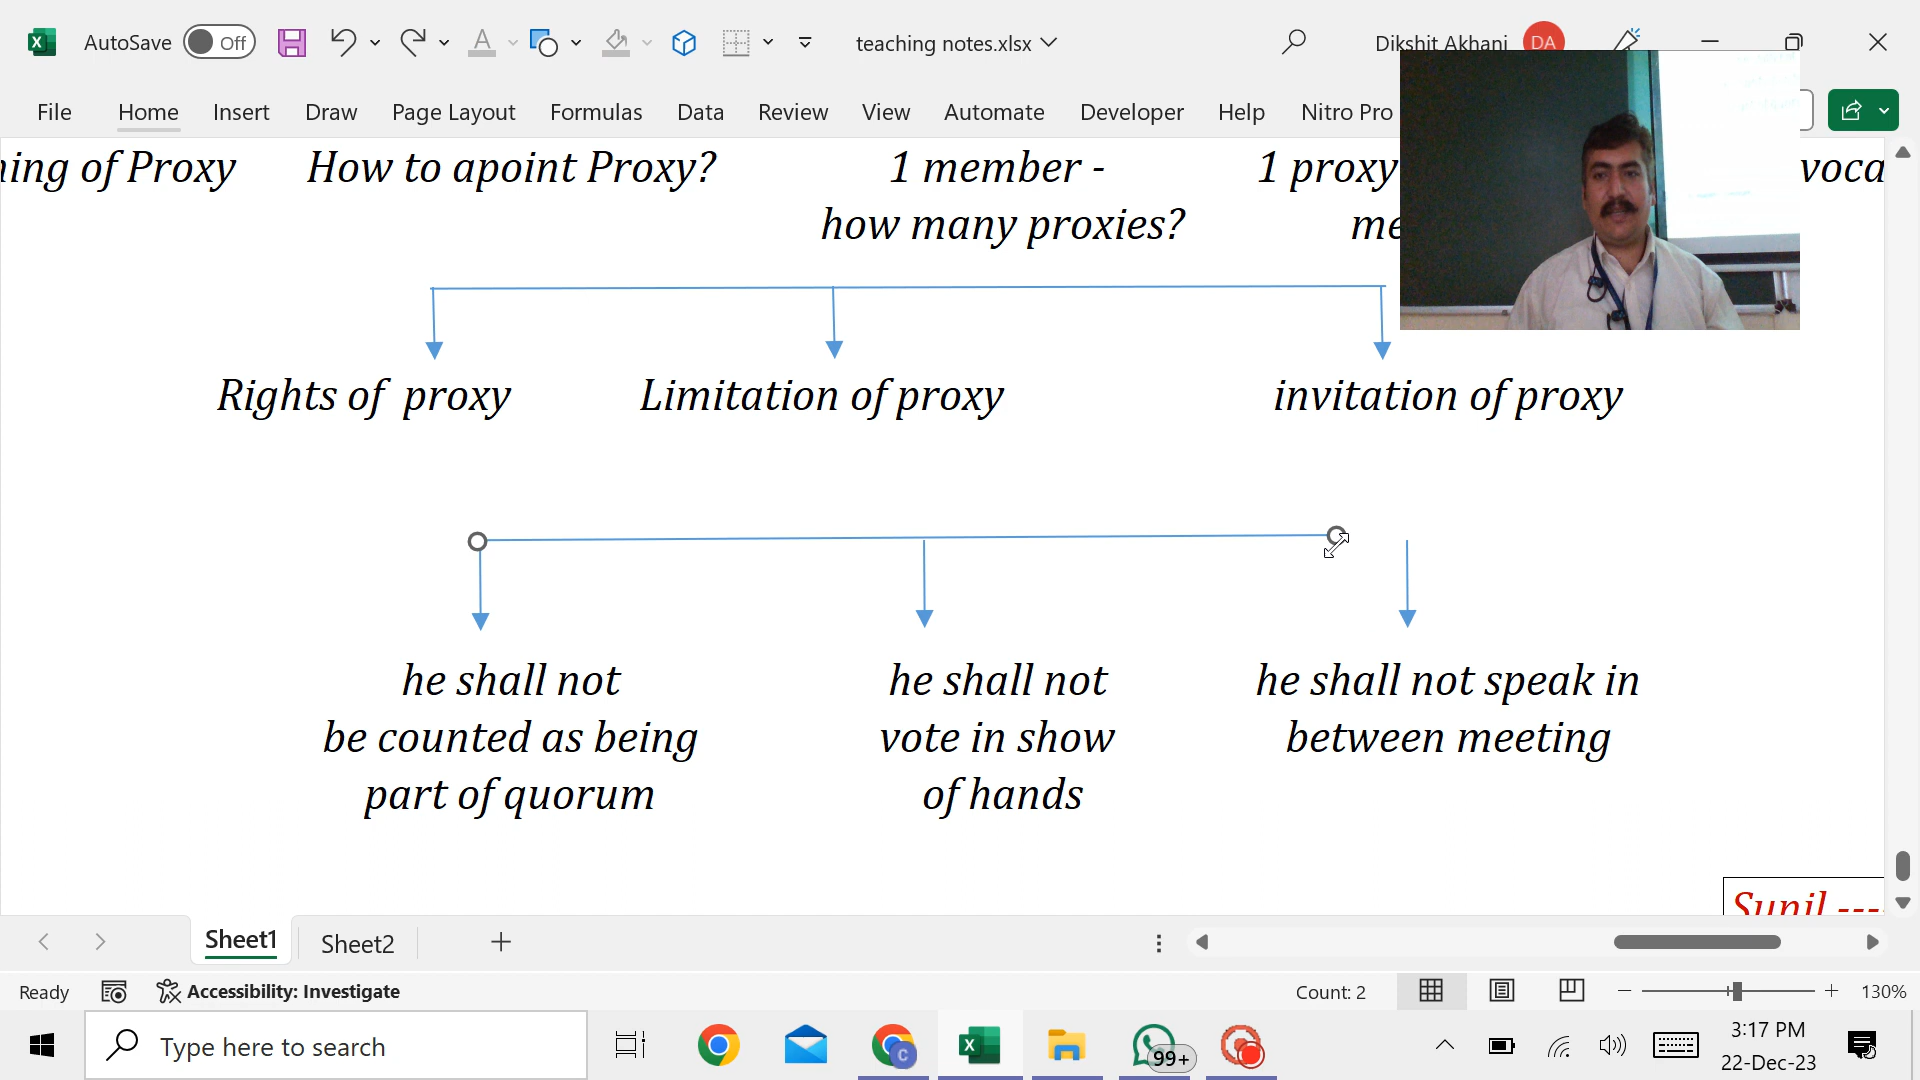 AutoSave Off teaching notes.xlsx Dikshit Akhani DA
File Home Insert Draw Page Layout Formulas Data Review View Automate Developer Help Nitro Pro
ing of Proxy How to apoint Proxy? 1 member - 1 proxy voca
how many proxies? me
Rights of proxy Limitation of proxy invitation of proxy
he shall not he shall not he shall not speak in
be counted as being vote in show between meeting
part of quorum of hands
Sunil ----
Sheet1 Sheet2
Ready Accessibility: Investigate Count: 2 130%
Type here to search 99+ 3:17 PM
22-Dec-23